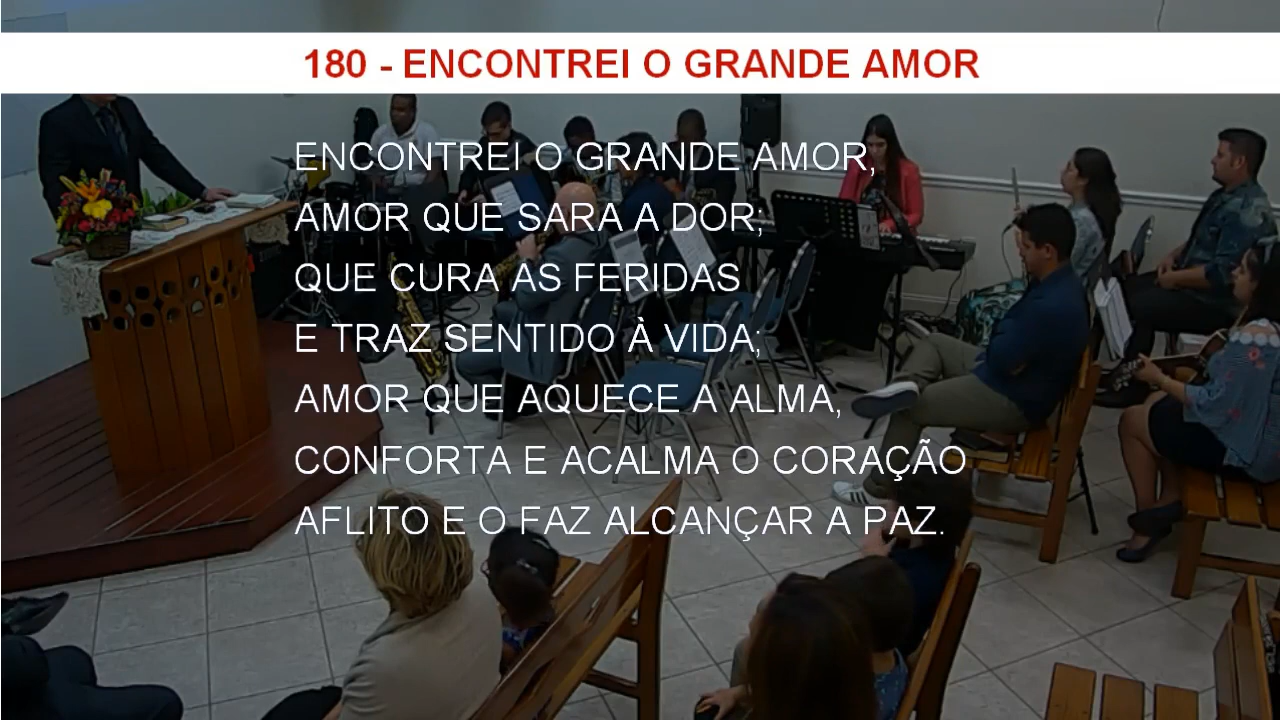 180 - ENCONTREI O GRANDE AMOR
ENCONTREI O GRANDE AMOR,
AMOR QUE SARA A DOR;
QUE CURA AS FERIDAS
E TRAZ SENTIDO À VIDA;
AMOR QUE AQUECE A ALMA,
CONFORTA E ACALMA O CORAÇÃO
AFLITO E O FAZ ALCANÇAR A PAZ.